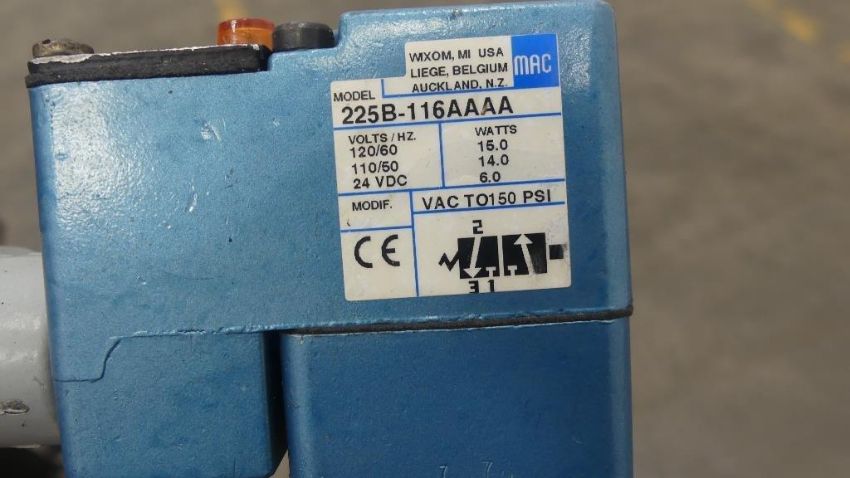 WIXOM, MI USA
LIEGE, BELGIUM
AUCKLAND, N.Z.
MAC
MODEL
225B-116AAAA
VOLTS / HZ.
120/60
110/50
24 VDC
WATTS
15.0
14.0
6.0
MODIF.
VAC TO150 PSI
CE
2
3 1